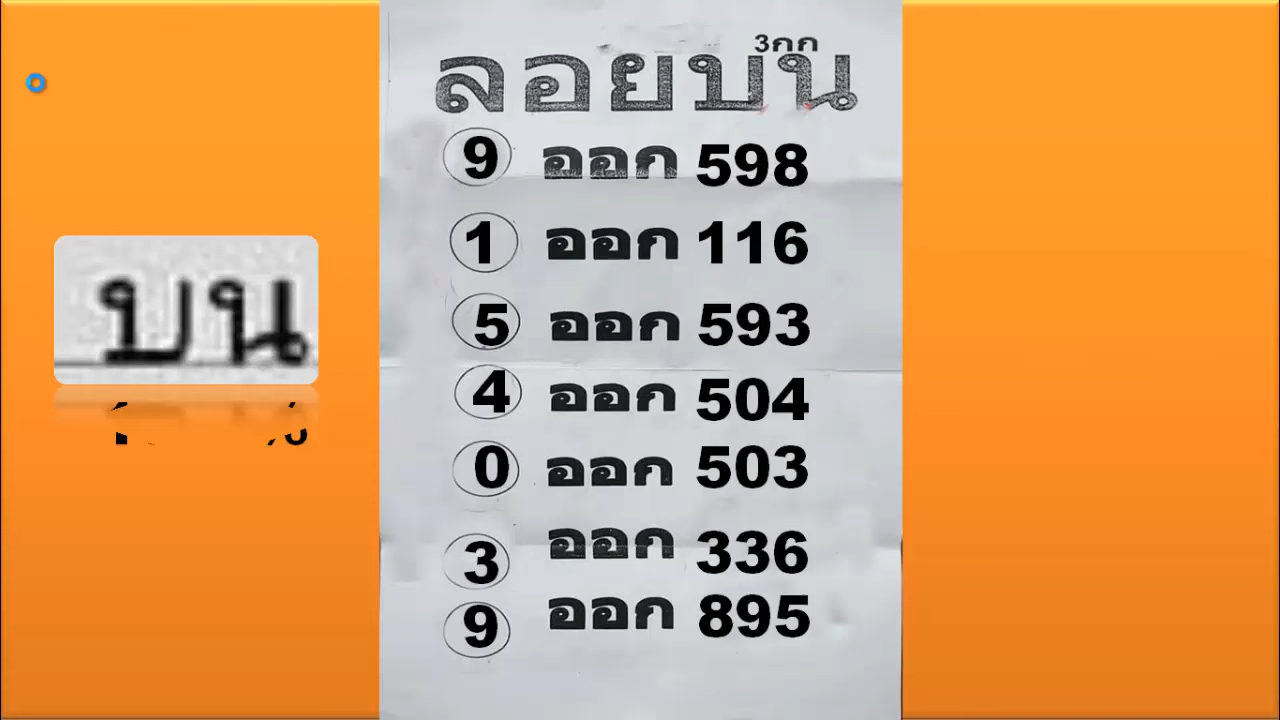 3กก
ลอยบน
9 ออก 598
1 ออก 116
5 ออก 593
4 ออก 504
0 ออก 503
3 ออก 336
9 ออก 895
บน